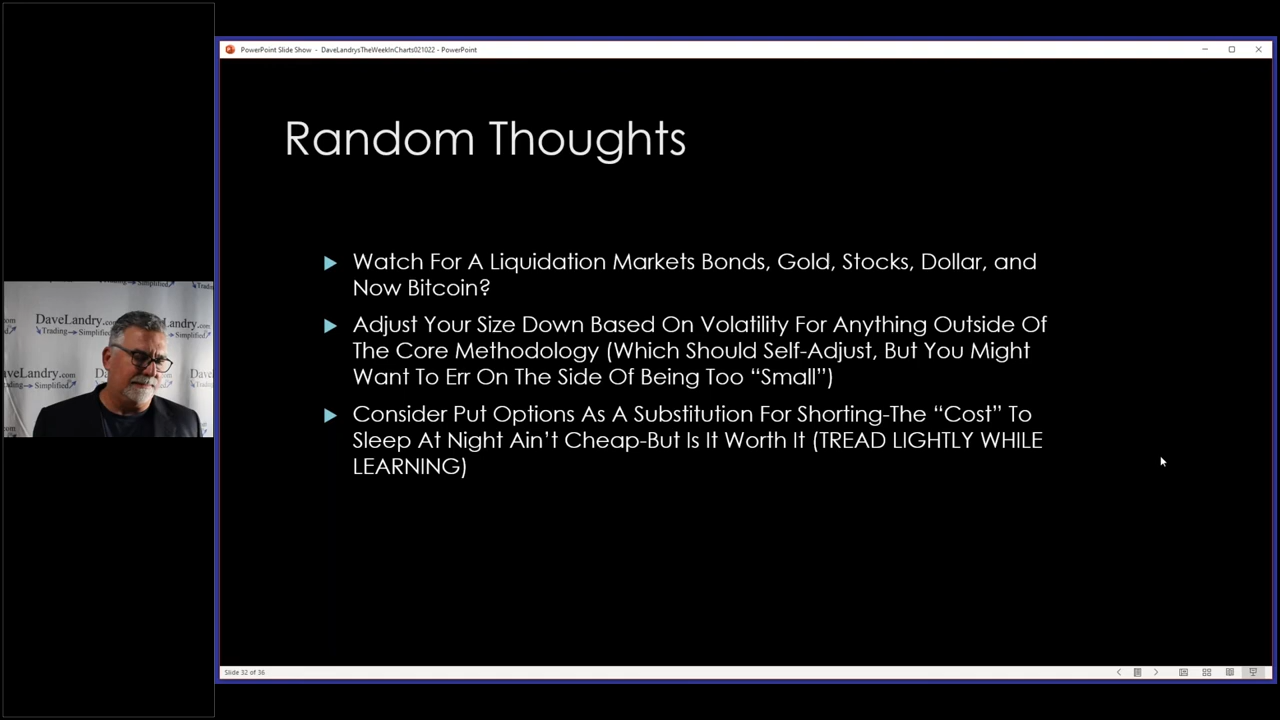 PowerPoint Slide Show - DaveLandrysTheWeekInCharts021022 - PowerPoint
Random Thoughts
Watch For A Liquidation Markets Bonds, Gold, Stocks, Dollar, and
Now Bitcoin?
Adjust Your Size Down Based On Volatility For Anything Outside Of
The Core Methodology (Which Should Self-Adjust, But You Might
Want To Err On The Side Of Being Too “Small”)
Consider Put Options As A Substitution For Shorting-The “Cost” To
Sleep At Night Ain’t Cheap-But Is It Worth It (TREAD LIGHTLY WHILE
LEARNING)
DaveLandry.com
Landry.com
Trading Simplified
Simplified
Simplified
Slide 32 of 36